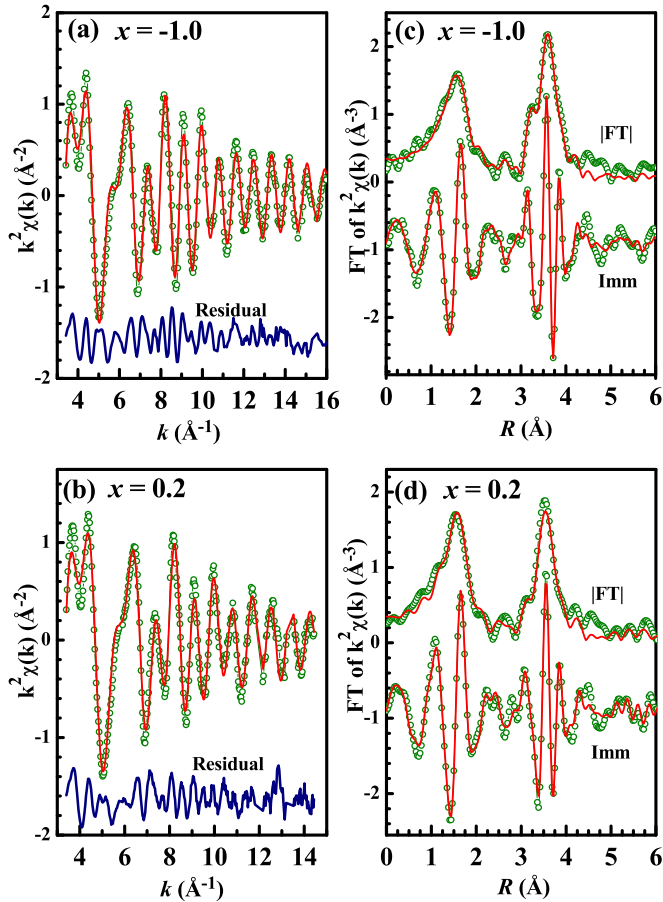 (a) x = -1.0
k²χ(k) (Å⁻²)
2
1
0
-1
-2
Residual
4 6 8 10 12 14 16
k (Å⁻¹)
(c) x = -1.0
FT of k²χ(k) (Å⁻³)
2
1
0
-1
-2
|FT|
Imm
0 1 2 3 4 5 6
R (Å)
(b) x = 0.2
k²χ(k) (Å⁻²)
1
0
-1
-2
Residual
4 6 8 10 12 14
k (Å⁻¹)
(d) x = 0.2
FT of k²χ(k) (Å⁻³)
2
1
0
-1
-2
|FT|
Imm
0 1 2 3 4 5 6
R (Å)